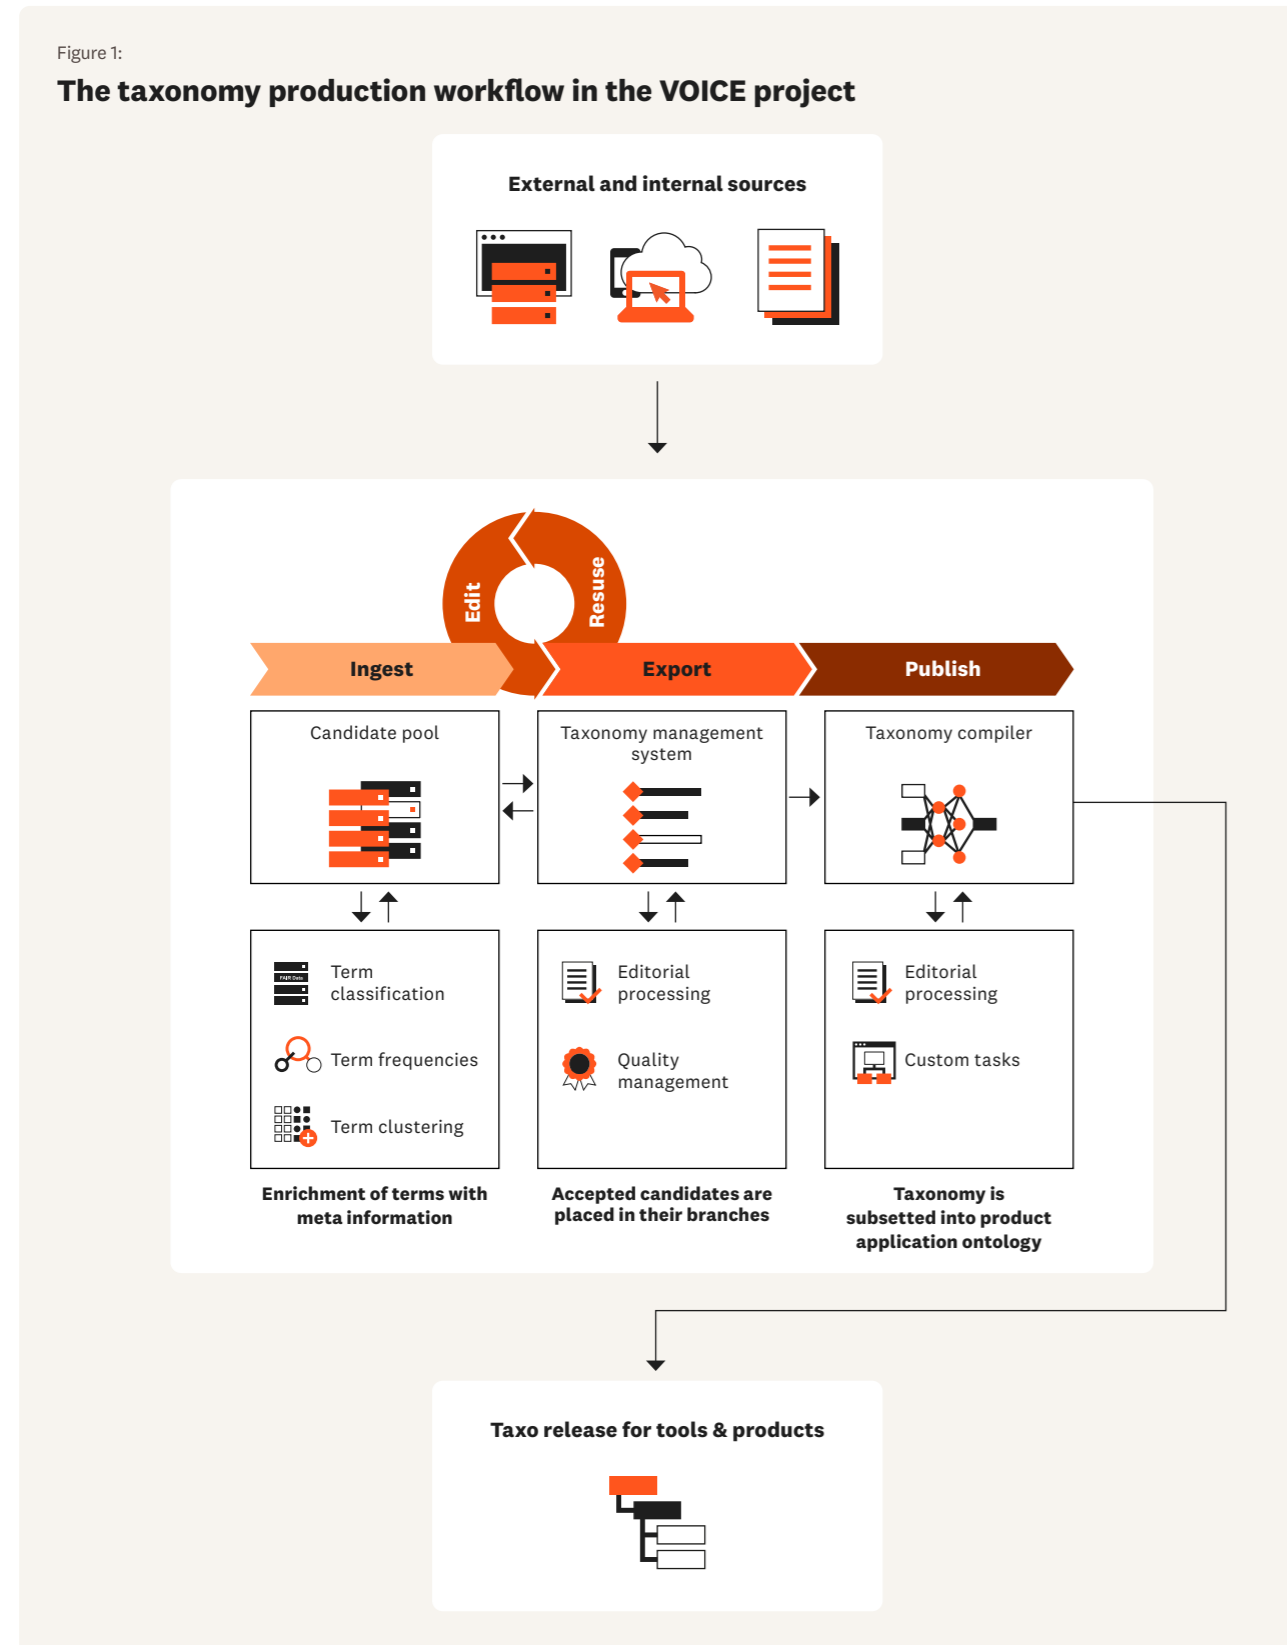 Figure 1:
The taxonomy production workflow in the VOICE project
External and internal sources
Edit
Resuse
Ingest
Export
Publish
Candidate pool
Taxonomy management
system
Taxonomy compiler
FAIR Data
Term
classification
Term frequencies
Term clustering
Editorial
processing
Quality
management
Editorial
processing
Custom tasks
Enrichment of terms with
meta information
Accepted candidates are
placed in their branches
Taxonomy is
subsetted into product
application ontology
Taxo release for tools & products